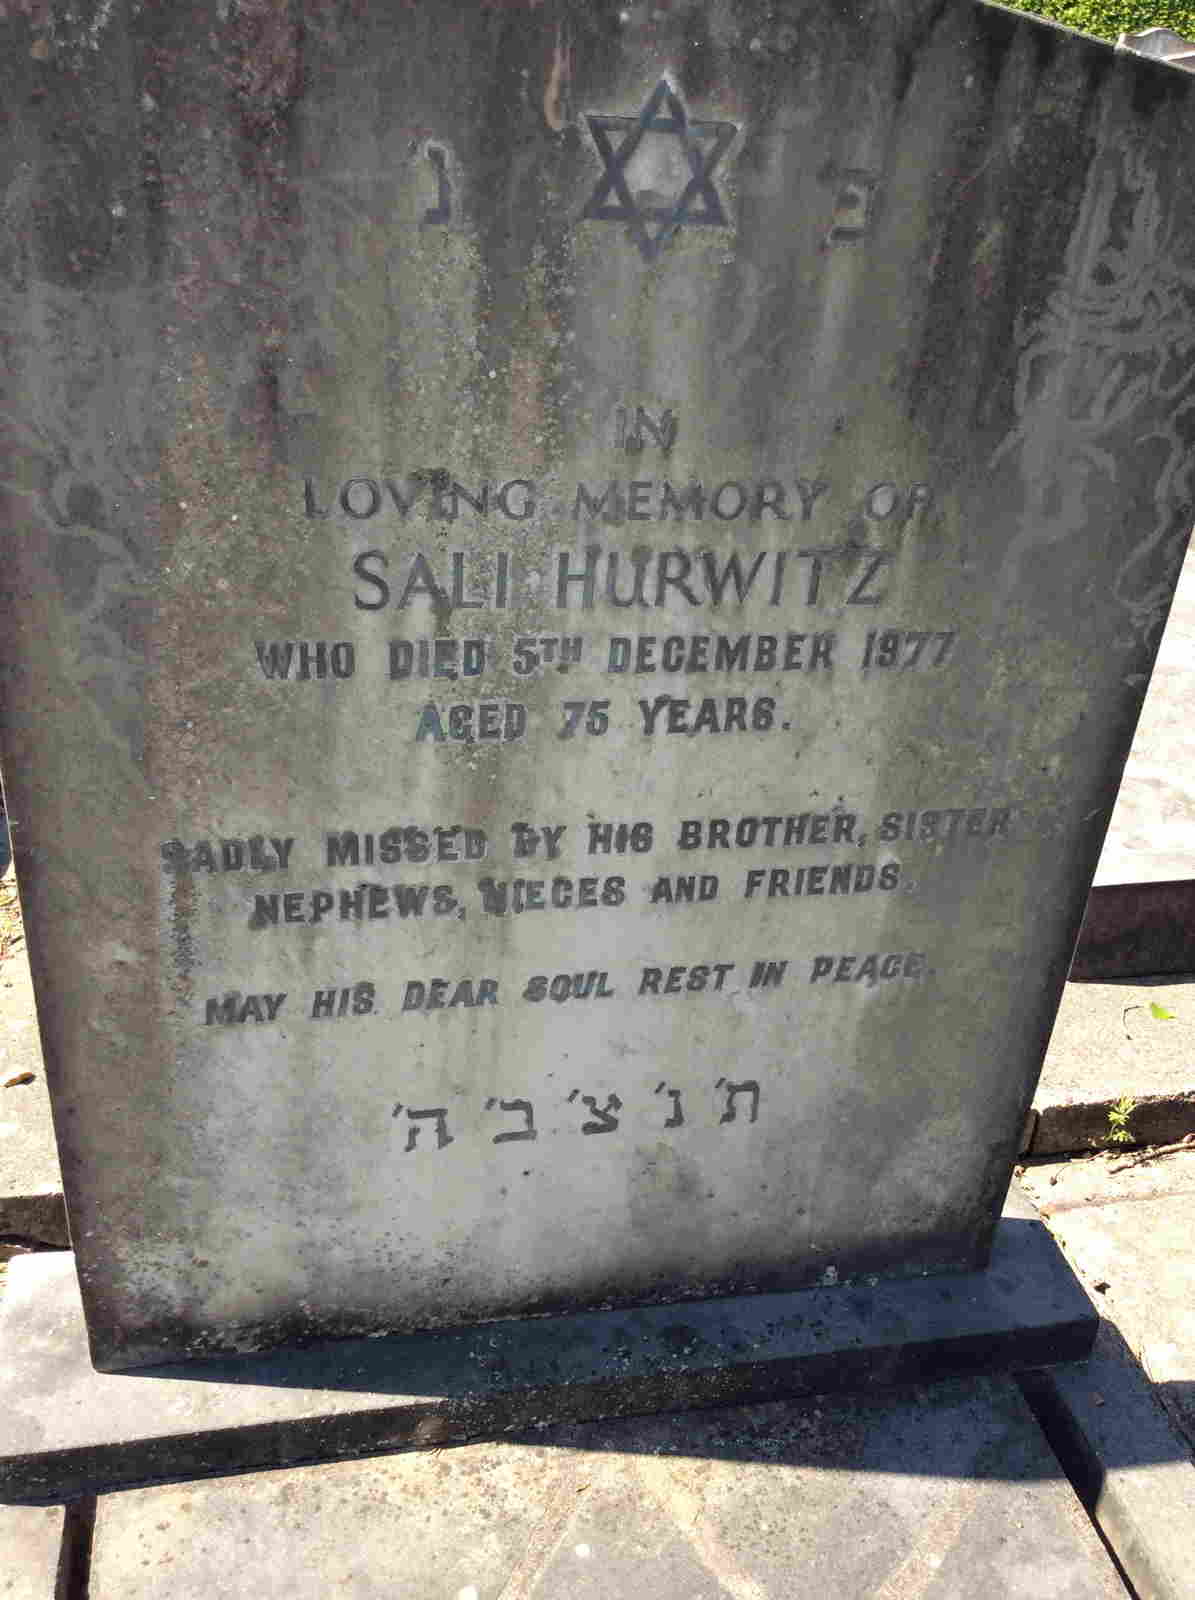 פ נ
IN
LOVING MEMORY OF
SALI HURWITZ
WHO DIED 5TH DECEMBER 1977
AGED 75 YEARS.
SADLY MISSED BY HIS BROTHER, SISTER
NEPHEWS, NIECES AND FRIENDS.
MAY HIS DEAR SOUL REST IN PEACE.
ת' נ' צ' ב' ה'